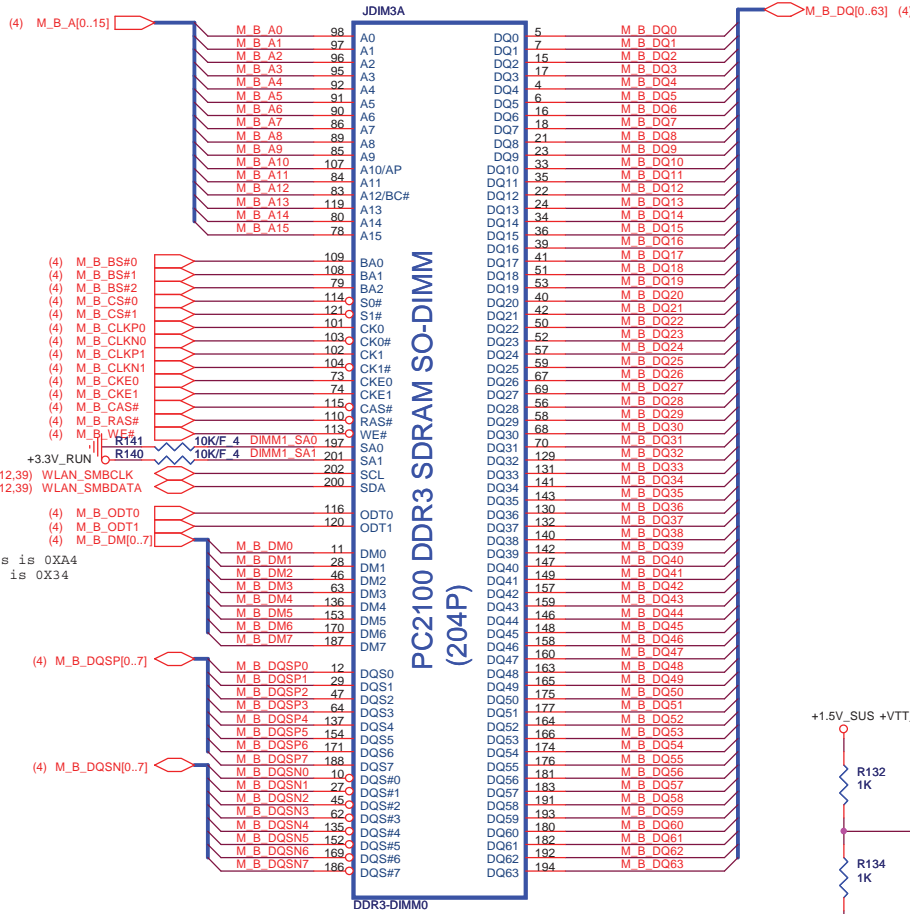 JDIM3A
(4) M_B_A[0..15]
M_B_DQ[0..63] (4)
M_B_A0 98 A0
M_B_A1 97 A1
M_B_A2 96 A2
M_B_A3 95 A3
M_B_A4 92 A4
M_B_A5 91 A5
M_B_A6 90 A6
M_B_A7 86 A7
M_B_A8 89 A8
M_B_A9 85 A9
M_B_A10 107 A10/AP
M_B_A11 84 A11
M_B_A12 83 A12/BC#
M_B_A13 119 A13
M_B_A14 80 A14
M_B_A15 78 A15
(4) M_B_BS#0 109 BA0
(4) M_B_BS#1 108 BA1
(4) M_B_BS#2 79 BA2
(4) M_B_CS#0 114 S0#
(4) M_B_CS#1 121 S1#
(4) M_B_CLKP0 101 CK0
(4) M_B_CLKN0 103 CK0#
(4) M_B_CLKP1 102 CK1
(4) M_B_CLKN1 104 CK1#
(4) M_B_CKE0 73 CKE0
(4) M_B_CKE1 74 CKE1
(4) M_B_CAS# 115 CAS#
(4) M_B_RAS# 110 RAS#
(4) M_B_WE# 113 WE#
R141 10K/F_4 DIMM1_SA0 197 SA0
+3.3V_RUN R140 10K/F_4 DIMM1_SA1 201 SA1
12,39) WLAN_SMBCLK 202 SCL
12,39) WLAN_SMBDATA 200 SDA
(4) M_B_ODT0 116 ODT0
(4) M_B_ODT1 120 ODT1
(4) M_B_DM[0..7]
s is 0XA4
is 0X34
M_B_DM0 11 DM0
M_B_DM1 28 DM1
M_B_DM2 46 DM2
M_B_DM3 63 DM3
M_B_DM4 136 DM4
M_B_DM5 153 DM5
M_B_DM6 170 DM6
M_B_DM7 187 DM7
(4) M_B_DQSP[0..7]
M_B_DQSP0 12 DQS0
M_B_DQSP1 29 DQS1
M_B_DQSP2 47 DQS2
M_B_DQSP3 64 DQS3
M_B_DQSP4 137 DQS4
M_B_DQSP5 154 DQS5
M_B_DQSP6 171 DQS6
M_B_DQSP7 188 DQS7
(4) M_B_DQSN[0..7]
M_B_DQSN0 10 DQS#0
M_B_DQSN1 27 DQS#1
M_B_DQSN2 45 DQS#2
M_B_DQSN3 62 DQS#3
M_B_DQSN4 135 DQS#4
M_B_DQSN5 152 DQS#5
M_B_DQSN6 169 DQS#6
M_B_DQSN7 186 DQS#7
PC2100 DDR3 SDRAM SO-DIMM
(204P)
DQ0 5 M_B_DQ0
DQ1 7 M_B_DQ1
DQ2 15 M_B_DQ2
DQ3 17 M_B_DQ3
DQ4 4 M_B_DQ4
DQ5 6 M_B_DQ5
DQ6 16 M_B_DQ6
DQ7 18 M_B_DQ7
DQ8 21 M_B_DQ8
DQ9 23 M_B_DQ9
DQ10 33 M_B_DQ10
DQ11 35 M_B_DQ11
DQ12 22 M_B_DQ12
DQ13 24 M_B_DQ13
DQ14 34 M_B_DQ14
DQ15 36 M_B_DQ15
DQ16 39 M_B_DQ16
DQ17 41 M_B_DQ17
DQ18 51 M_B_DQ18
DQ19 53 M_B_DQ19
DQ20 40 M_B_DQ20
DQ21 42 M_B_DQ21
DQ22 50 M_B_DQ22
DQ23 52 M_B_DQ23
DQ24 57 M_B_DQ24
DQ25 59 M_B_DQ25
DQ26 67 M_B_DQ26
DQ27 69 M_B_DQ27
DQ28 56 M_B_DQ28
DQ29 58 M_B_DQ29
DQ30 68 M_B_DQ30
DQ31 70 M_B_DQ31
DQ32 129 M_B_DQ32
DQ33 131 M_B_DQ33
DQ34 141 M_B_DQ34
DQ35 143 M_B_DQ35
DQ36 130 M_B_DQ36
DQ37 132 M_B_DQ37
DQ38 140 M_B_DQ38
DQ39 142 M_B_DQ39
DQ40 147 M_B_DQ40
DQ41 149 M_B_DQ41
DQ42 157 M_B_DQ42
DQ43 159 M_B_DQ43
DQ44 146 M_B_DQ44
DQ45 148 M_B_DQ45
DQ46 158 M_B_DQ46
DQ47 160 M_B_DQ47
DQ48 163 M_B_DQ48
DQ49 165 M_B_DQ49
DQ50 175 M_B_DQ50
DQ51 177 M_B_DQ51
DQ52 164 M_B_DQ52
DQ53 166 M_B_DQ53
DQ54 174 M_B_DQ54
DQ55 176 M_B_DQ55
DQ56 181 M_B_DQ56
DQ57 183 M_B_DQ57
DQ58 191 M_B_DQ58
DQ59 193 M_B_DQ59
DQ60 180 M_B_DQ60
DQ61 182 M_B_DQ61
DQ62 192 M_B_DQ62
DQ63 194 M_B_DQ63
DDR3-DIMM0
+1.5V_SUS +VTT_
R132
1K
R134
1K